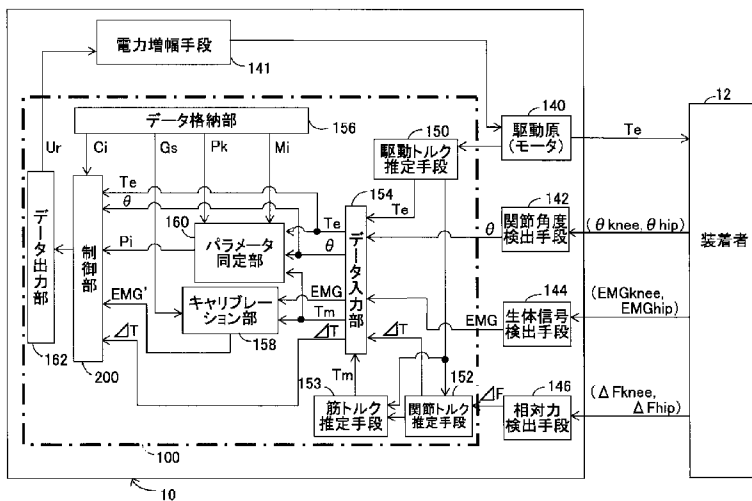 電力増幅手段
141
12
データ格納部
156
Ur
Ci
Gs
Pk
Mi
150
駆動トルク
推定手段
140
駆動原
(モータ)
Te
154
Te
θ
Te
Te
θ
142
関節角度
検出手段
θ
(θknee,θhip)
装着者
160
パラメータ
同定部
データ入力部
データ出力部
制御部
Pi
キャリブレー
ション部
158
EMG'
EMG
Tm
⊿T
⊿T
⊿T
EMG
144
生体信号
検出手段
(EMGknee,
EMGhip)
162
200
Tm
153
筋トルク
推定手段
152
関節トルク
推定手段
⊿F
146
相対力
検出手段
(ΔFknee,
ΔFhip)
100
10